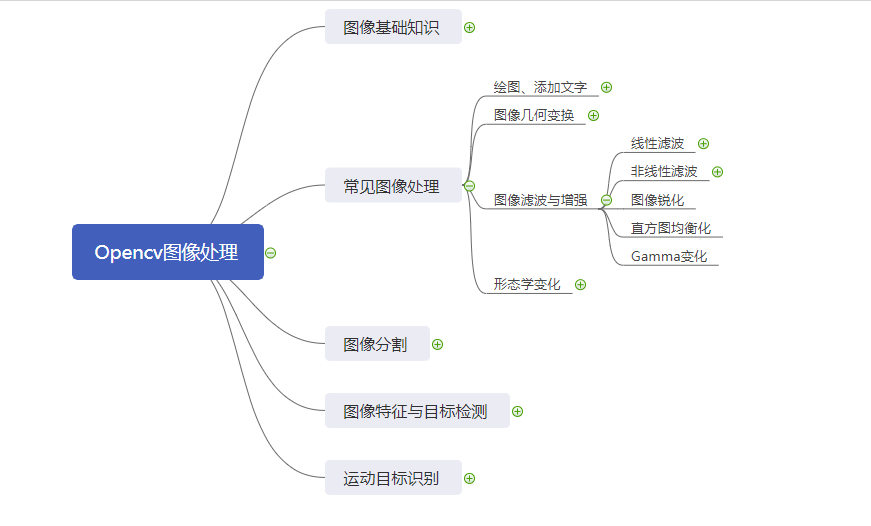 图像基础知识
绘图、添加文字
图像几何变换
线性滤波
非线性滤波
常见图像处理
图像滤波与增强
图像锐化
直方图均衡化
Opencv图像处理
Gamma变化
形态学变化
图像分割
图像特征与目标检测
运动目标识别